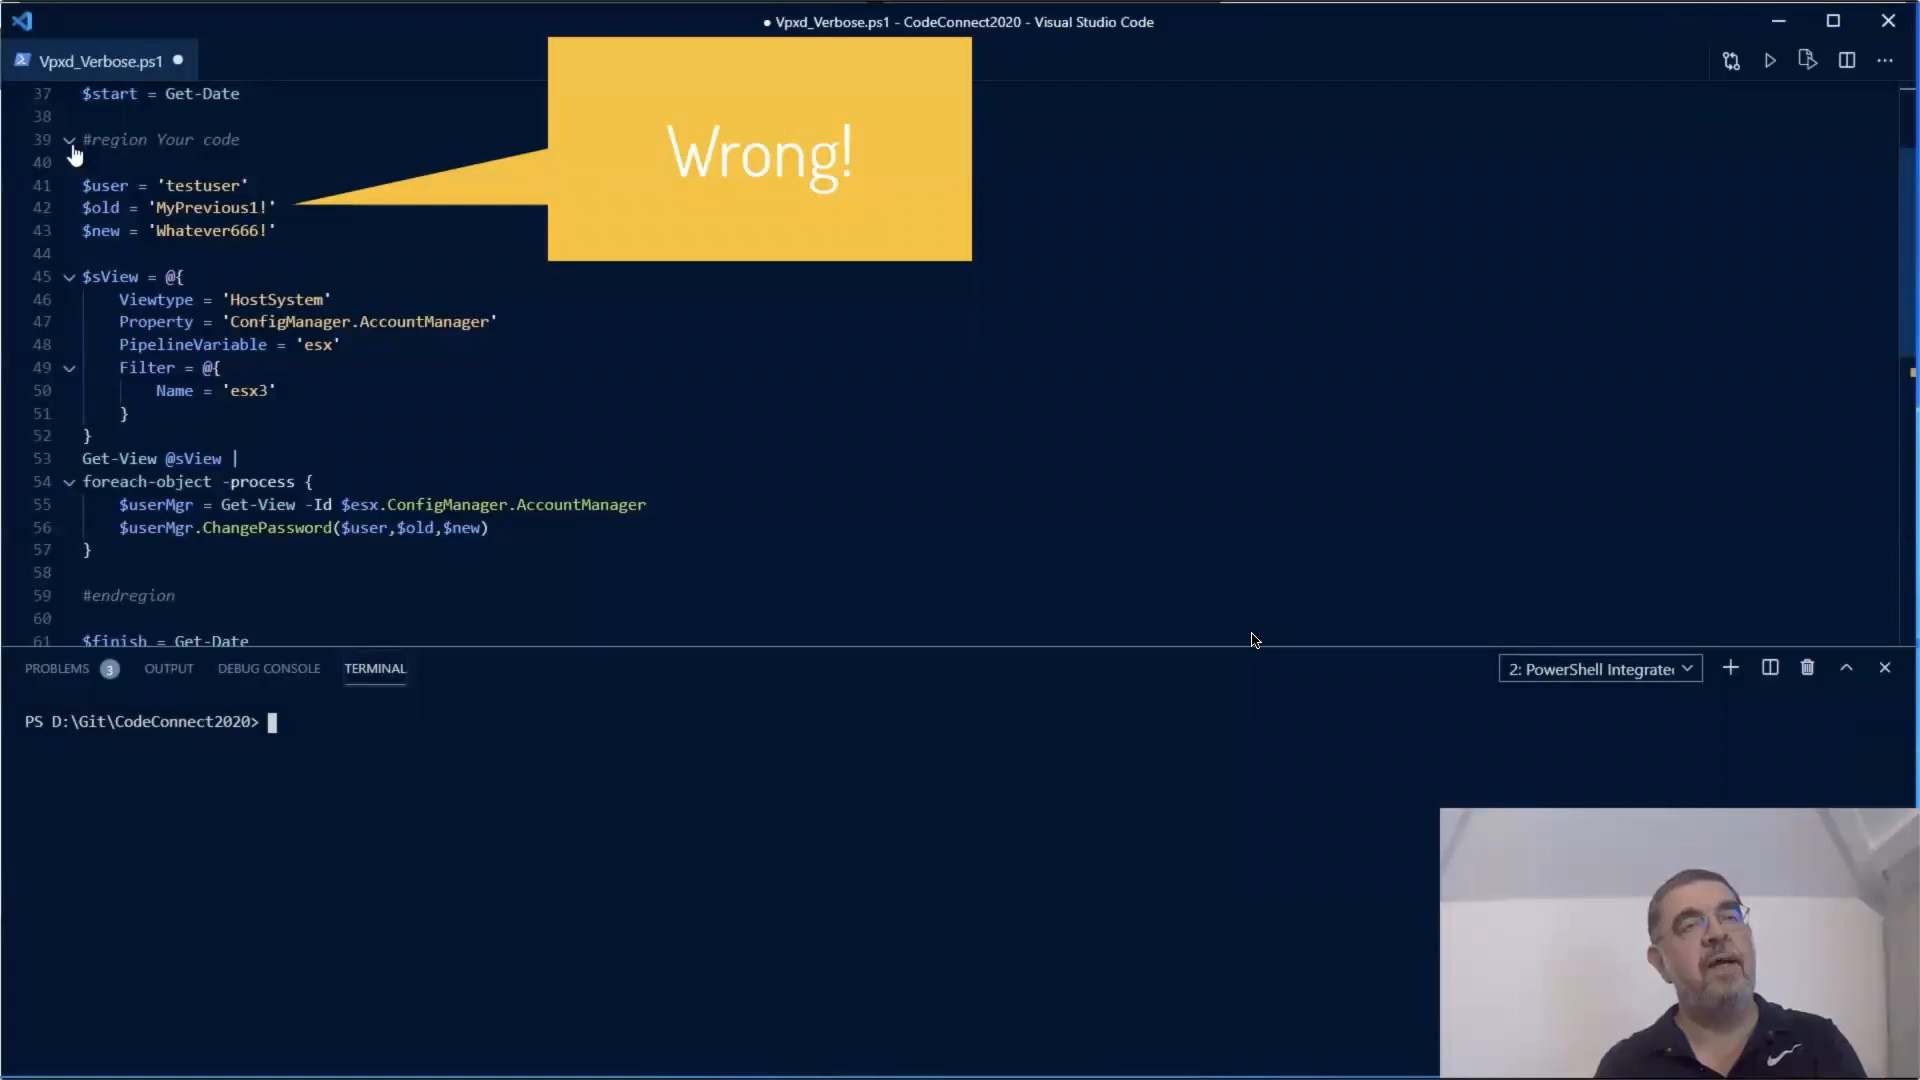 ● Vpxd_Verbose.ps1 - CodeConnect2020 - Visual Studio Code
Vpxd_Verbose.ps1 ●
37 $start = Get-Date
38
39 #region Your code
40
41 $user = 'testuser'
42 $old = 'MyPrevious1!'
43 $new = 'Whatever666!'
44
45 $sView = @{
46 Viewtype = 'HostSystem'
47 Property = 'ConfigManager.AccountManager'
48 PipelineVariable = 'esx'
49 Filter = @{
50 Name = 'esx3'
51 }
52 }
53 Get-View @sView |
54 foreach-object -process {
55 $userMgr = Get-View -Id $esx.ConfigManager.AccountManager
56 $userMgr.ChangePassword($user,$old,$new)
57 }
58
59 #endregion
60
61 $finish = Get-Date
Wrong!
PROBLEMS 3 OUTPUT DEBUG CONSOLE TERMINAL 2: PowerShell Integrate
PS D:\Git\CodeConnect2020>